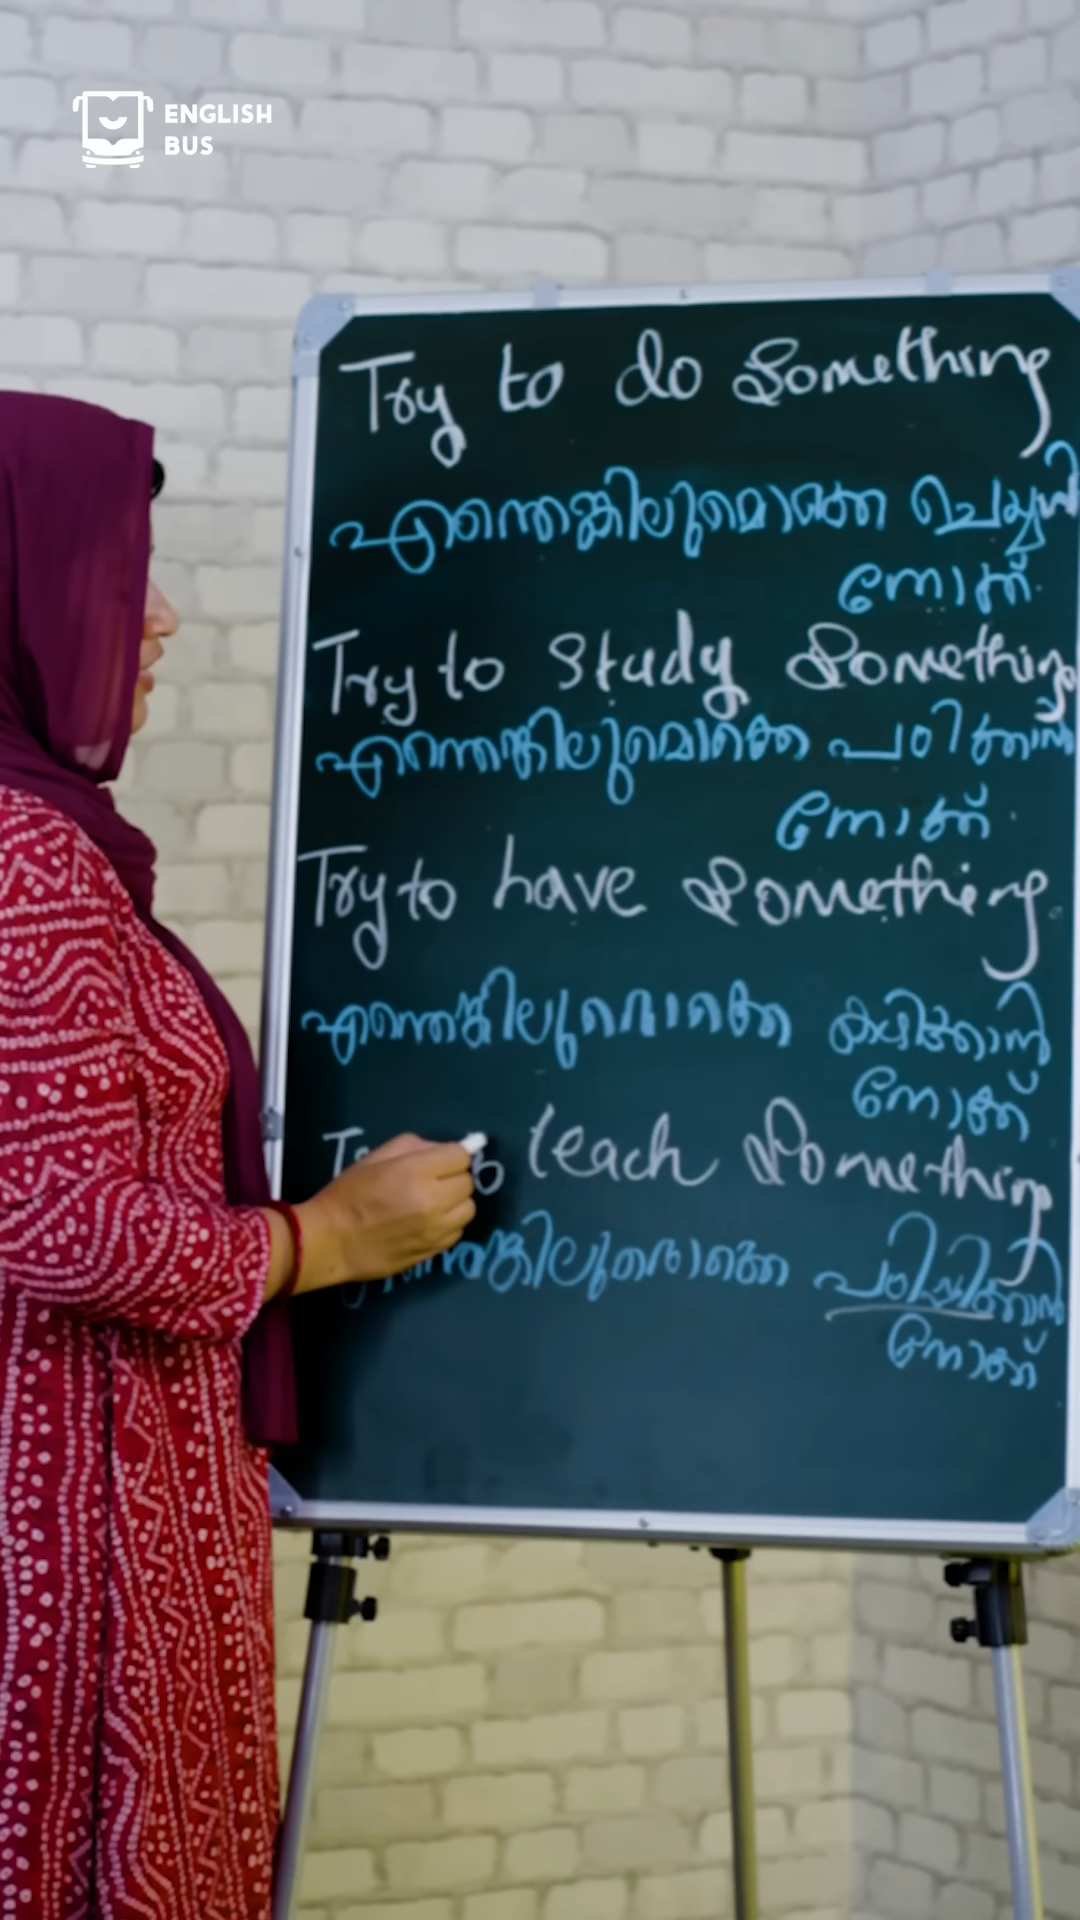 ENGLISH
BUS
Try to do Something
എന്തെങ്കിലുമൊക്കെ ചെയ്യാൻ
നോക്ക്.
Try to Study Something
എന്തെങ്കിലുമൊക്കെ പഠിക്കാൻ
നോക്ക്.
Try to have Something.
എന്തെങ്കിലുമൊക്കെ കഴിക്കാൻ
നോക്ക്
teach Something
പഠിപ്പിക്കാൻ
നോക്ക്